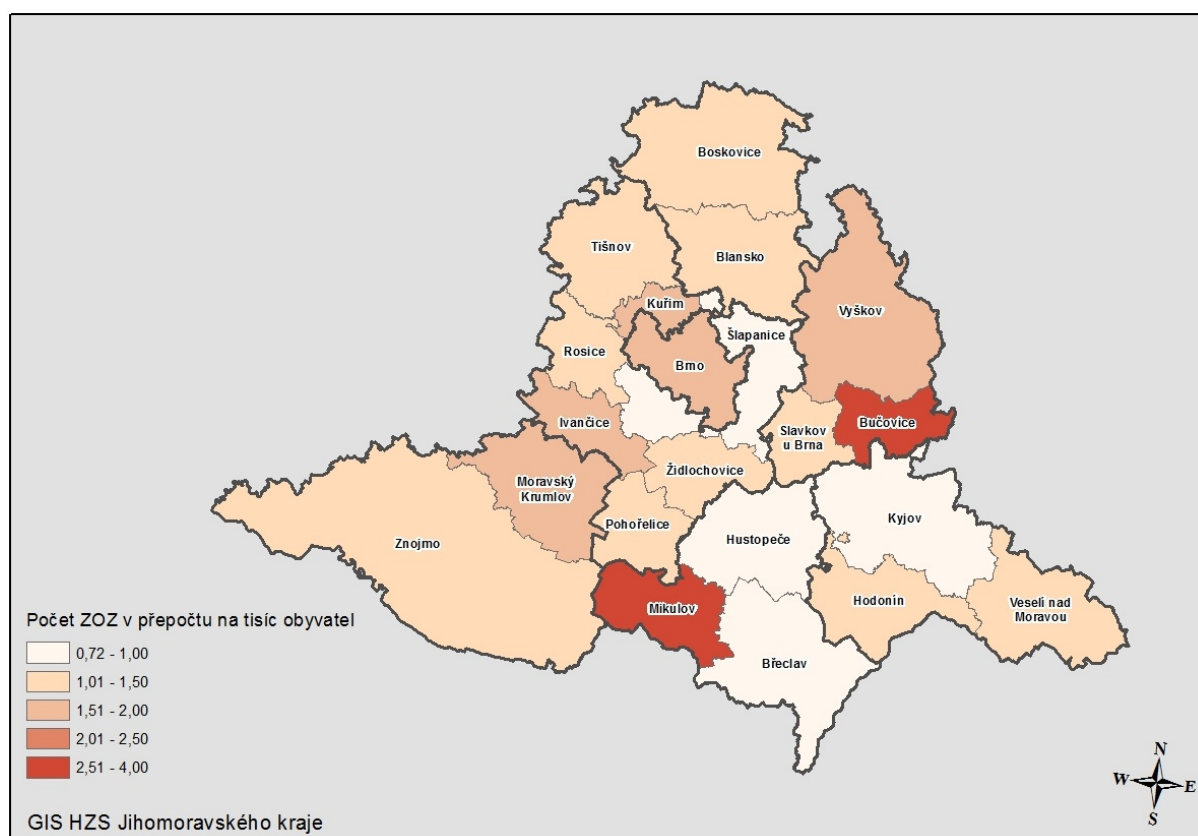 Boskovice
Tišnov
Blansko
Kuřim
Vyškov
Šlapanice
Rosice
Brno
Ivančice
Slavkov
u Brna
Bučovice
Židlochovice
Moravský
Krumlov
Kyjov
Pohořelice
Hustopeče
Znojmo
Mikulov
Hodonín
Veselí nad
Moravou
Břeclav
Počet ZOZ v přepočtu na tisíc obyvatel
0,72 - 1,00
1,01 - 1,50
1,51 - 2,00
2,01 - 2,50
2,51 - 4,00
N
W E
S
GIS HZS Jihomoravského kraje